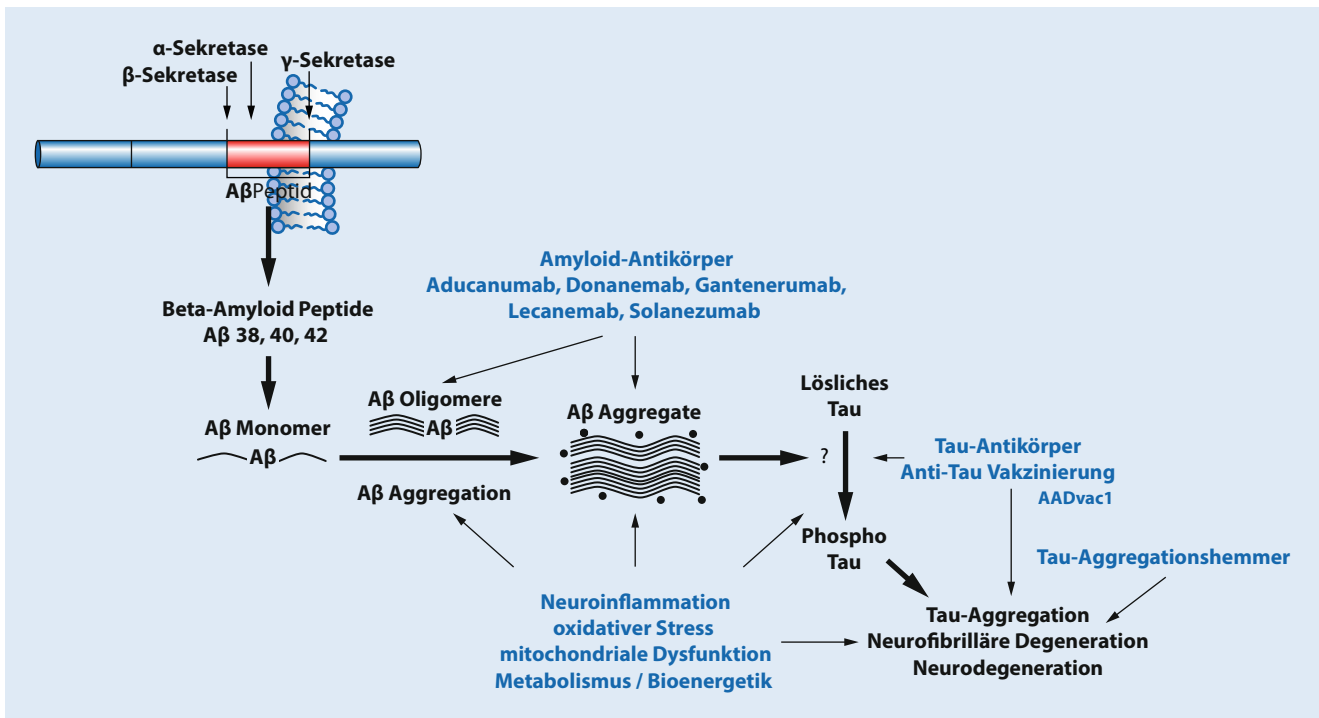 α-Sekretase
β-Sekretase
γ-Sekretase
AβPeptid
Beta-Amyloid Peptide
Aβ 38, 40, 42
Aβ Monomer
Aβ
Amyloid-Antikörper
Aducanumab, Donanemab, Gantenerumab,
Lecanemab, Solanezumab
Aβ Oligomere
Aβ
Aβ Aggregation
Aβ Aggregate
Lösliches
Tau
?
Phospho
Tau
Tau-Antikörper
Anti-Tau Vakzinierung
AADvac1
Tau-Aggregationshemmer
Neuroinflammation
oxidativer Stress
mitochondriale Dysfunktion
Metabolismus / Bioenergetik
Tau-Aggregation
Neurofibrilläre Degeneration
Neurodegeneration